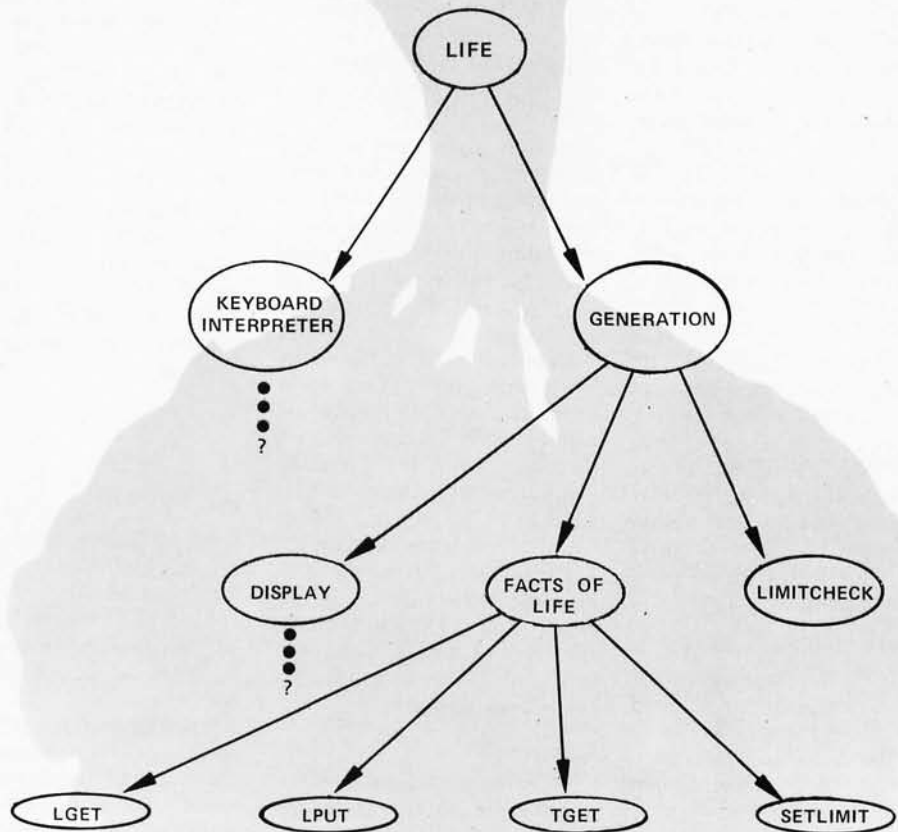 LIFE
KEYBOARD
INTERPRETER
?
GENERATION
DISPLAY
?
FACTS OF
LIFE
LIMITCHECK
LGET
LPUT
TGET
SETLIMIT